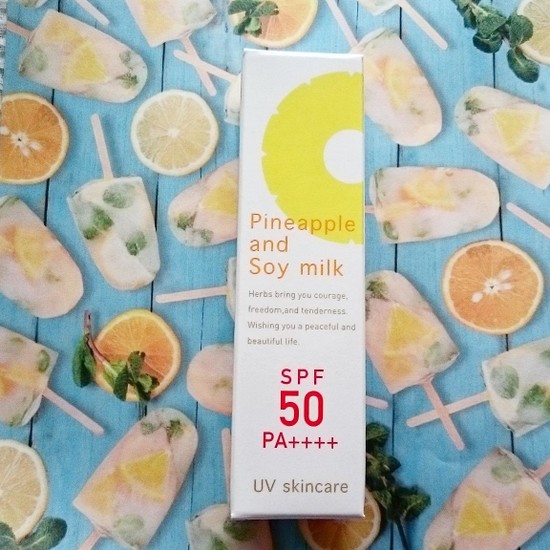 Pineapple
and
Soy milk
Herbs bring you courage,
freedom,and tenderness.
Wishing you a peaceful and
beautiful life.
SPF
50
PA++++
UV skincare